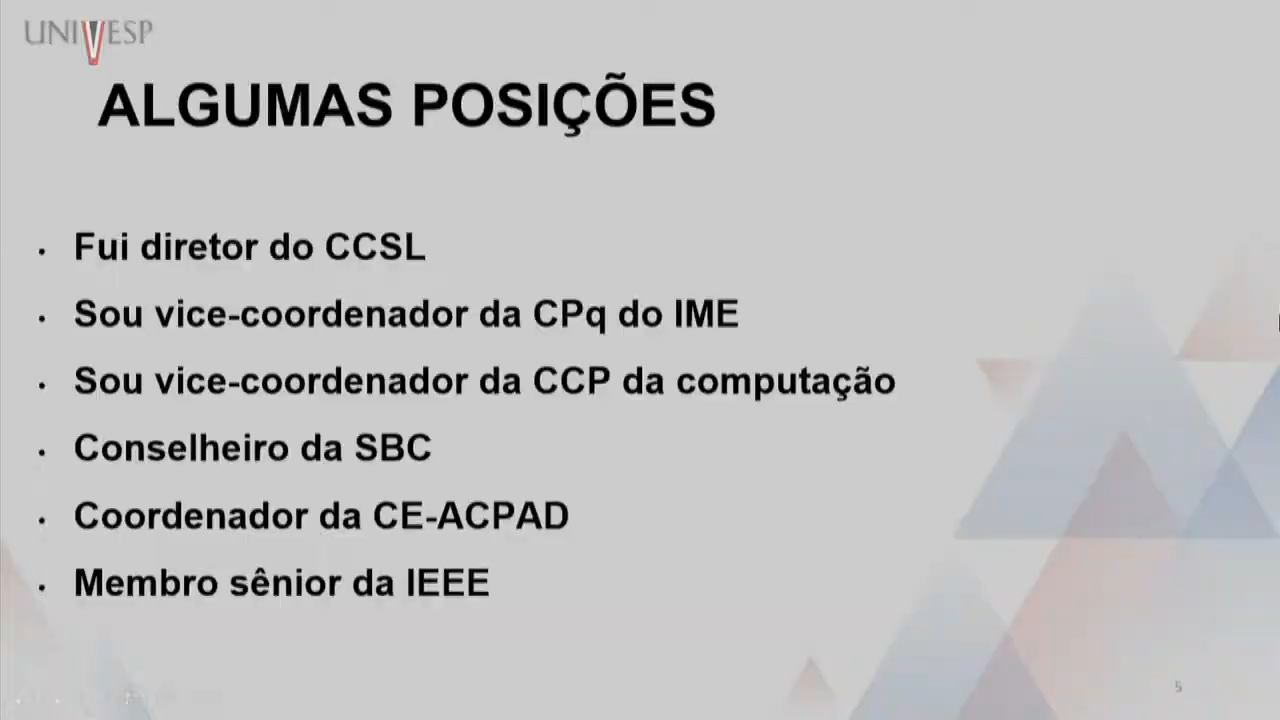 UNIVESP
ALGUMAS POSIÇÕES
• Fui diretor do CCSL
• Sou vice-coordenador da CPq do IME
• Sou vice-coordenador da CCP da computação
• Conselheiro da SBC
• Coordenador da CE-ACPAD
• Membro sênior da IEEE
5